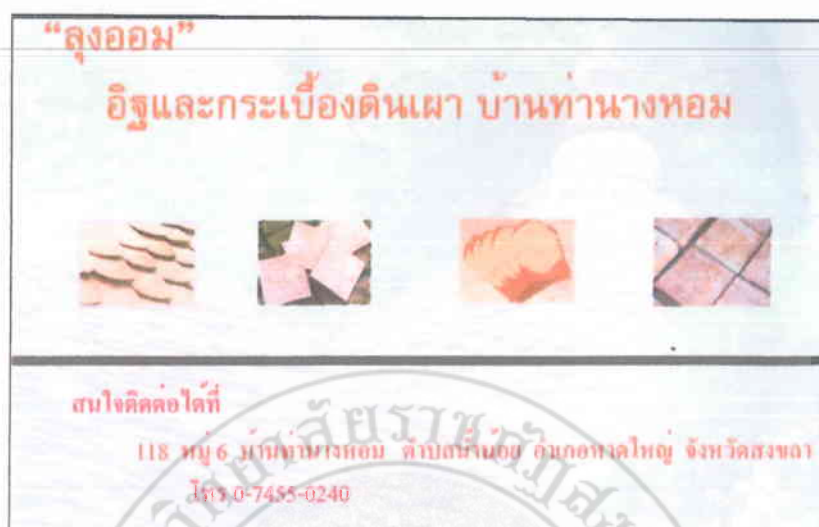 “ลุงออม”
อิฐและกระเบื้องดินเผา บ้านท่านางหอม
สนใจติดต่อได้ที่
118 หมู่ 6 บ้านท่านางหอม ตำบลน้ำน้อย อำเภอหาดใหญ่ จังหวัดสงขลา
โทร 0-7455-0240